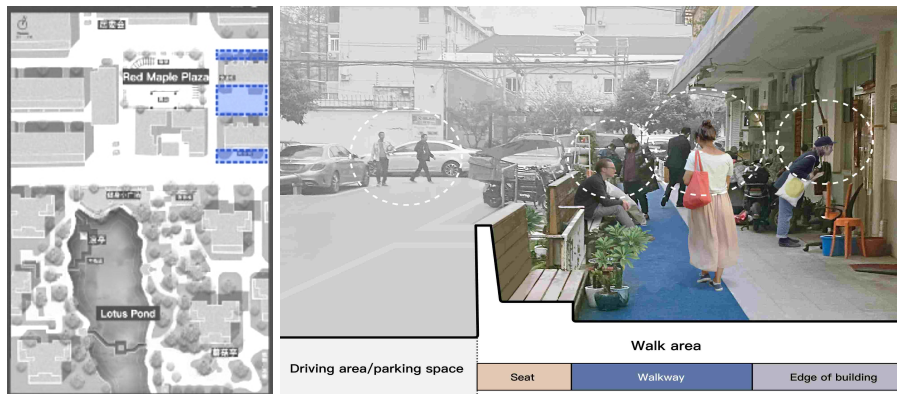 Red Maple Plaza
Lotus Pond
Walk area
Driving area/parking space
Seat
Walkway
Edge of building